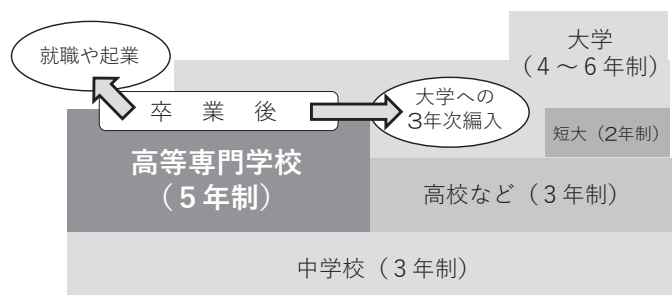 就職や起業
大学
（4～6年制）
卒業後
大学への
3年次編入
短大（2年制）
高等専門学校
（5年制）
高校など（3年制）
中学校（3年制）